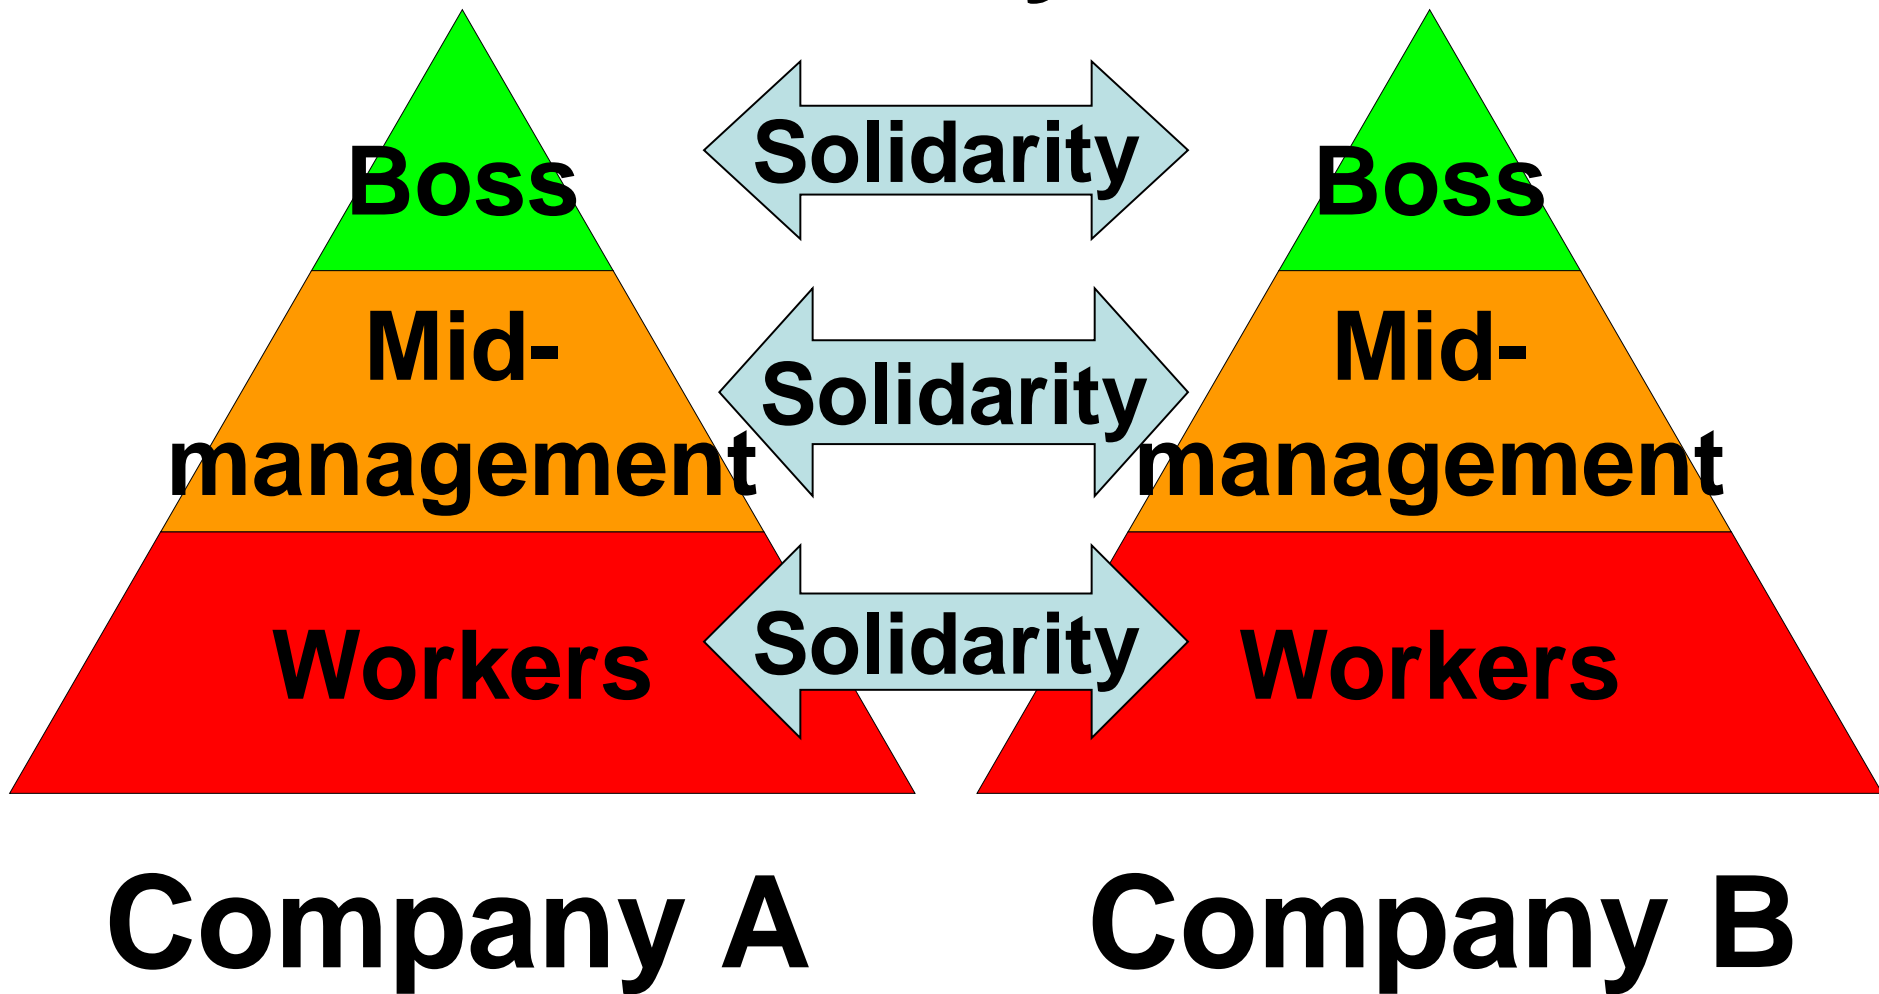 Boss
Solidarity
Boss
Mid-
management
Solidarity
Mid-
management
Workers
Solidarity
Workers
Company A
Company B